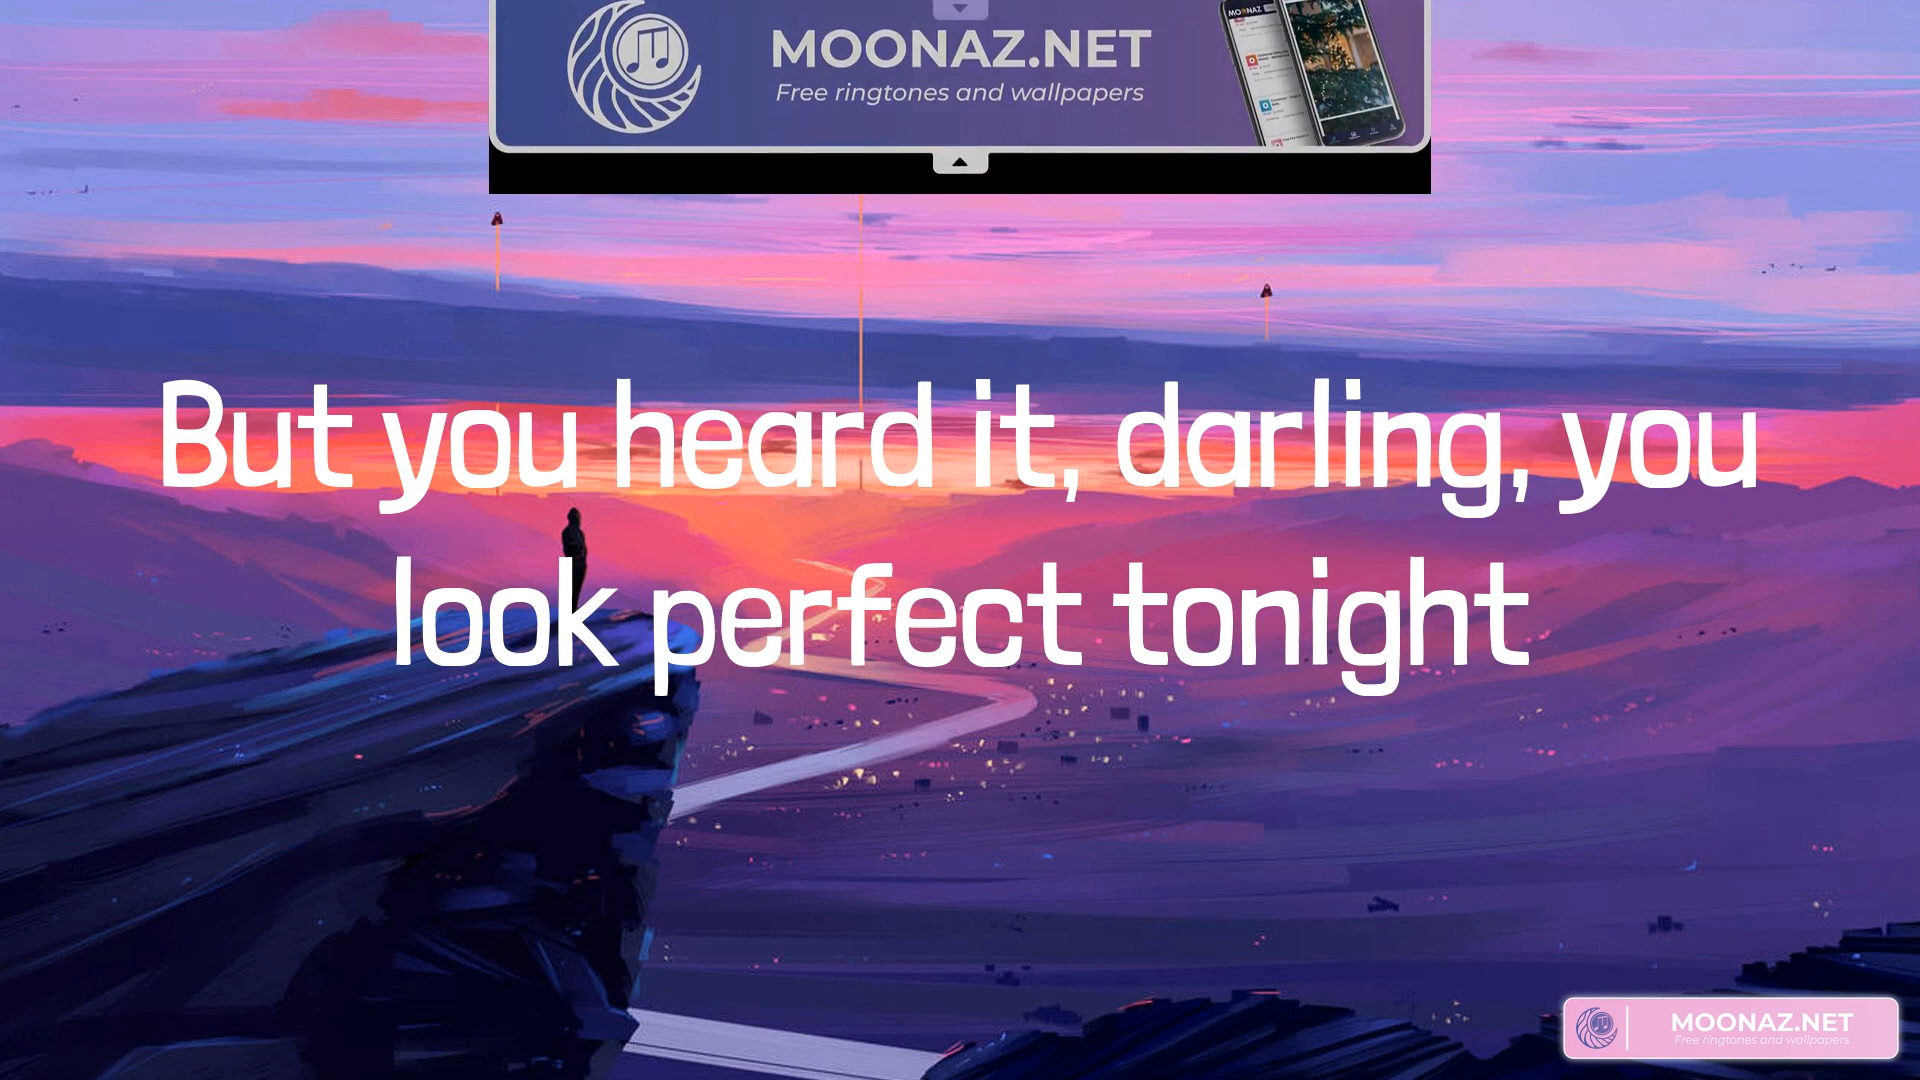 MOONAZ.NET
Free ringtones and wallpapers
But you heard it, darling, you
look perfect tonight
MOONAZ.NET
Free ringtones and wallpapers